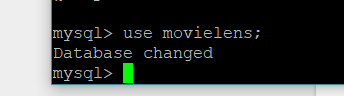 mysql> use movielens;
Database changed
mysql>